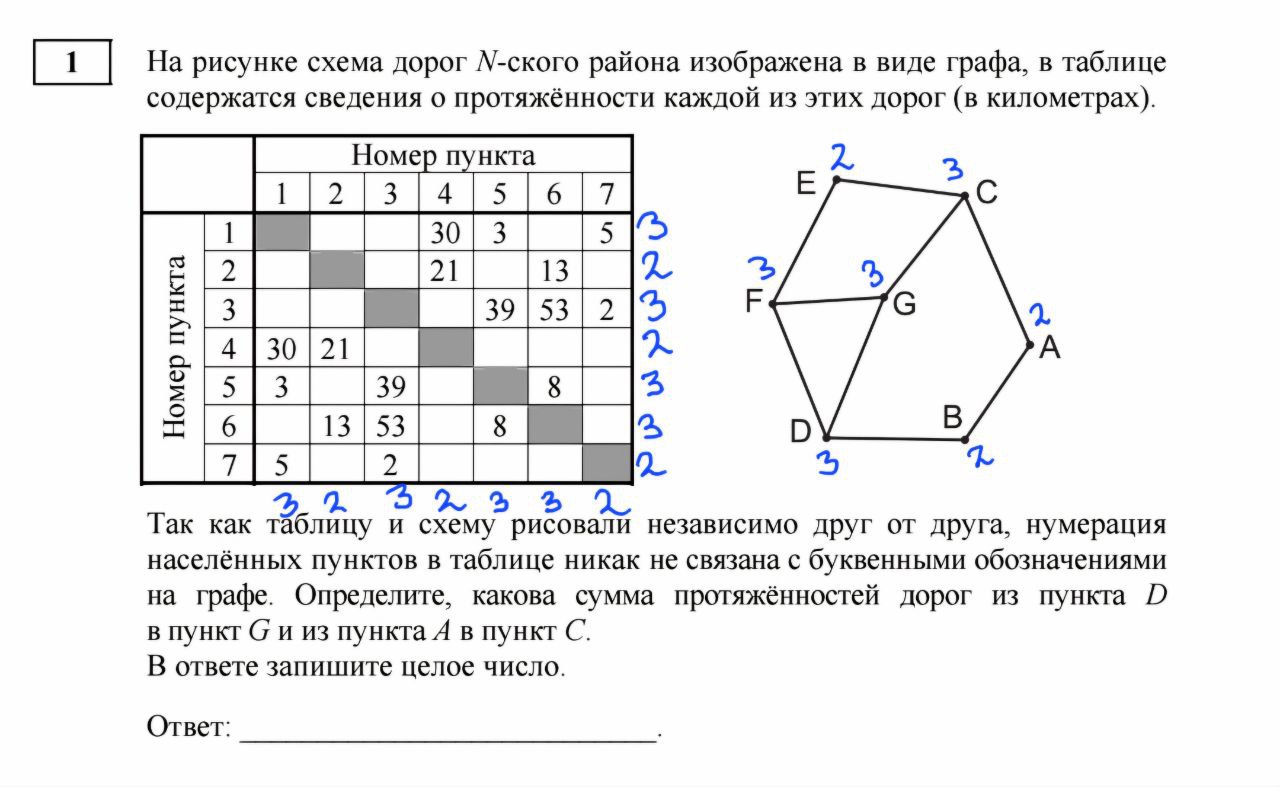 1
На рисунке схема дорог N-ского района изображена в виде графа, в таблице
содержатся сведения о протяжённости каждой из этих дорог (в километрах).
Номер пункта
1 2 3 4 5 6 7
Номер пункта
1 30 3 5 3
2 21 13 2
3 39 53 2 3
4 30 21 2
5 3 39 8 3
6 13 53 8 3
7 5 2 2
3 2 3 2 3 3 2
2
E
3
C
3
F
3
G
2
A
D
3
B
2
Так как таблицу и схему рисовали независимо друг от друга, нумерация
населённых пунктов в таблице никак не связана с буквенными обозначениями
на графе. Определите, какова сумма протяжённостей дорог из пункта D
в пункт G и из пункта A в пункт C.
В ответе запишите целое число.
Ответ: ______________________________.